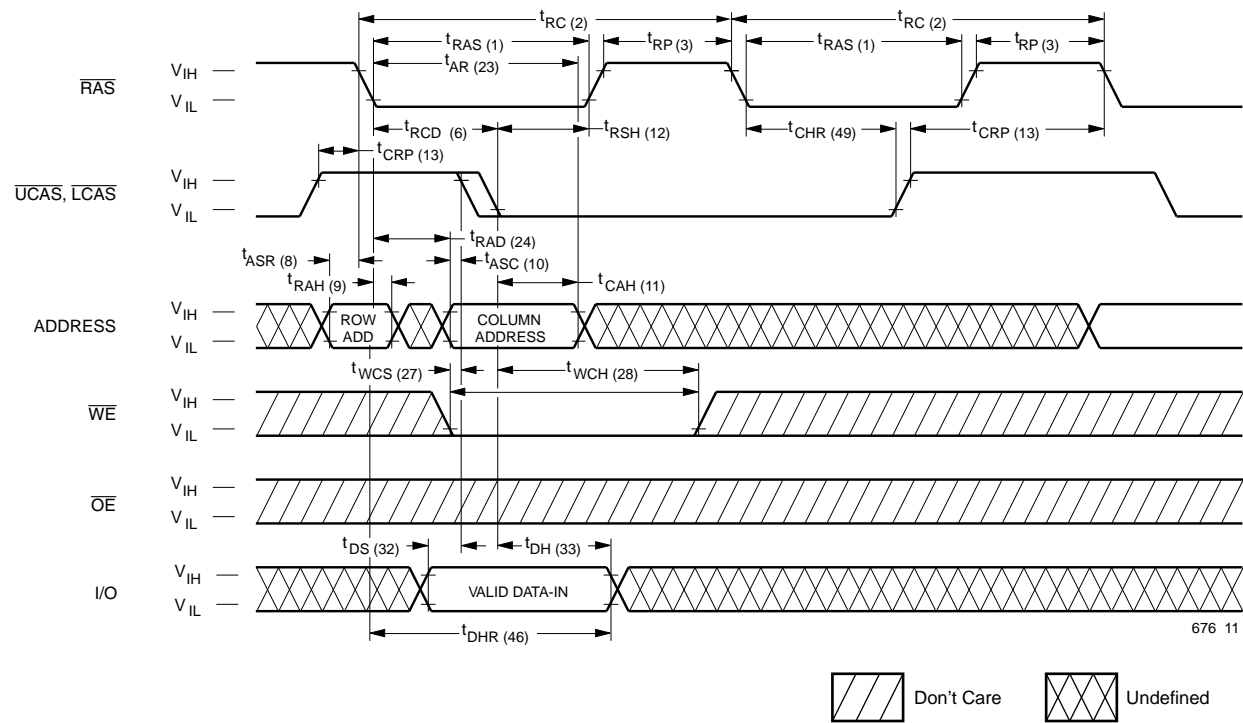 tRC (2) tRC (2)
tRAS (1) tRP (3) tRAS (1) tRP (3)
tAR (23)
RAS VIH
VIL
tRCD (6) tRSH (12) tCHR (49) tCRP (13)
tCRP (13)
UCAS, LCAS VIH
VIL
tRAD (24)
tASR (8) tASC (10)
tRAH (9) tCAH (11)
ADDRESS VIH ROW ADD COLUMN ADDRESS
VIL
tWCS (27) tWCH (28)
WE VIH
VIL
OE VIH
VIL
tDS (32) tDH (33)
I/O VIH
VALID DATA-IN
VIL
tDHR (46)
676 11
Don't Care Undefined